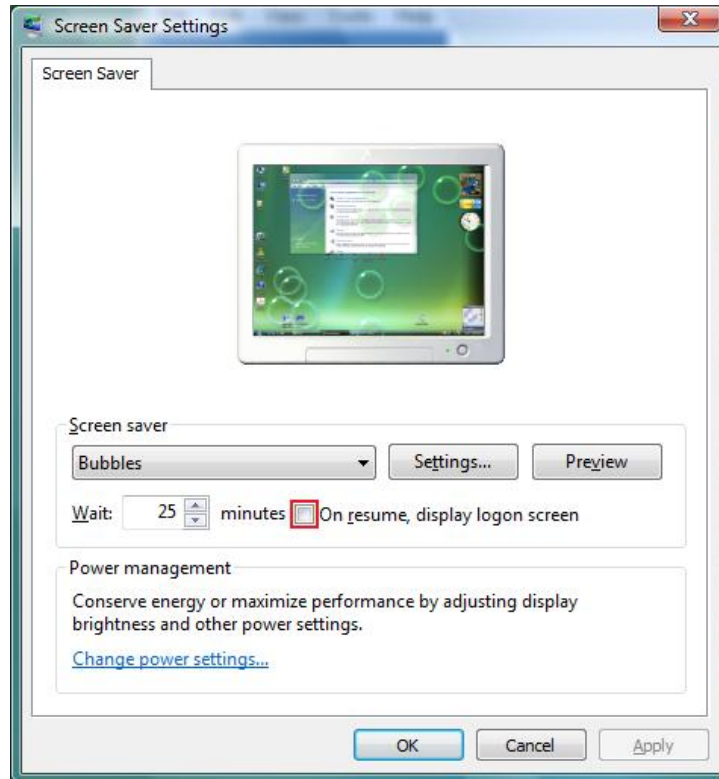 Screen Saver Settings
Screen Saver
Screen saver
Bubbles
Settings...
Preview
Wait: 25 minutes On resume, display logon screen
Power management
Conserve energy or maximize performance by adjusting display
brightness and other power settings.
Change power settings...
OK Cancel Apply